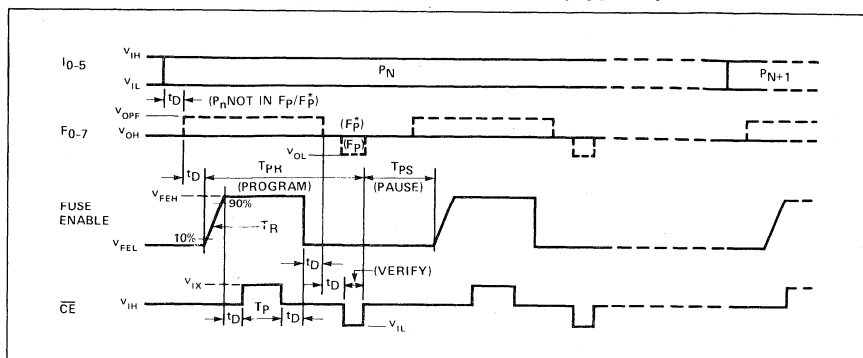 I0-5
VIH
VIL
PN
PN+1
tD
(Pn NOT IN FP/F*P)
F0-7
VOPF
VOH
VOL
(F*P)
(FP)
tD
TPR
(PROGRAM)
TPS
(PAUSE)
FUSE
ENABLE
VFEH
90%
TR
10%
VFEL
tD
tD
(VERIFY)
CE
VIX
VIH
TP
tD
tD
VIL